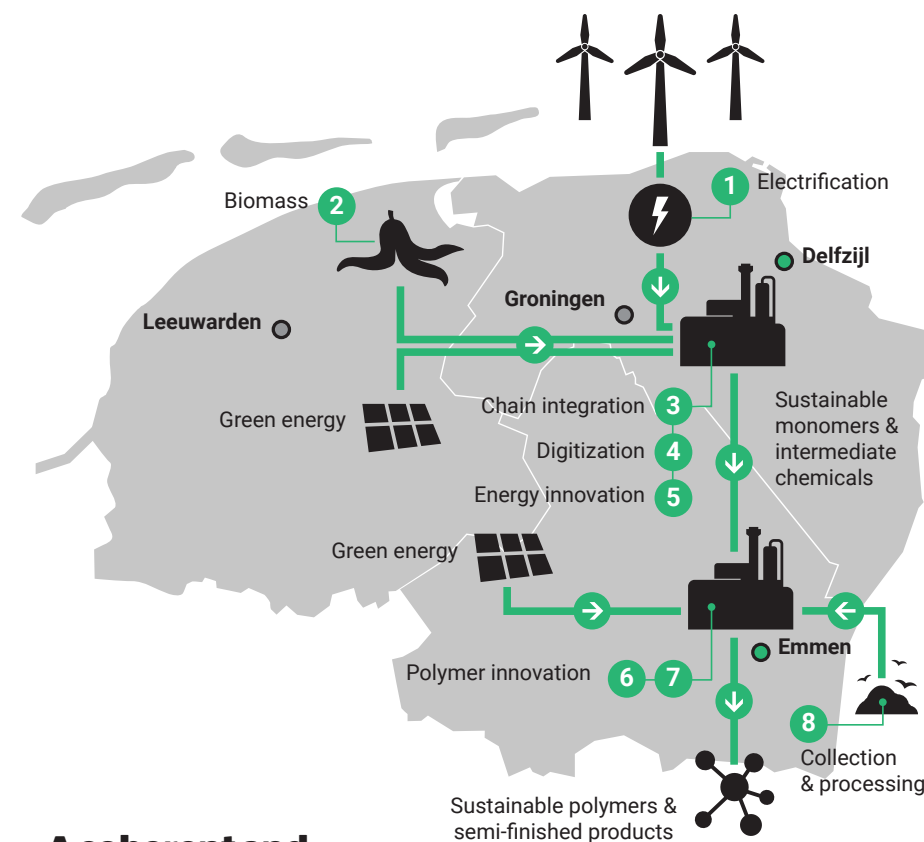 1 Electrification
Biomass 2
Delfzijl
Groningen
Leeuwarden
Green energy
Chain integration 3
Digitization 4
Energy innovation 5
Sustainable
monomers &
intermediate
chemicals
Green energy
Emmen
Polymer innovation 6 7
8
Collection
& processing
Sustainable polymers &
semi-finished products